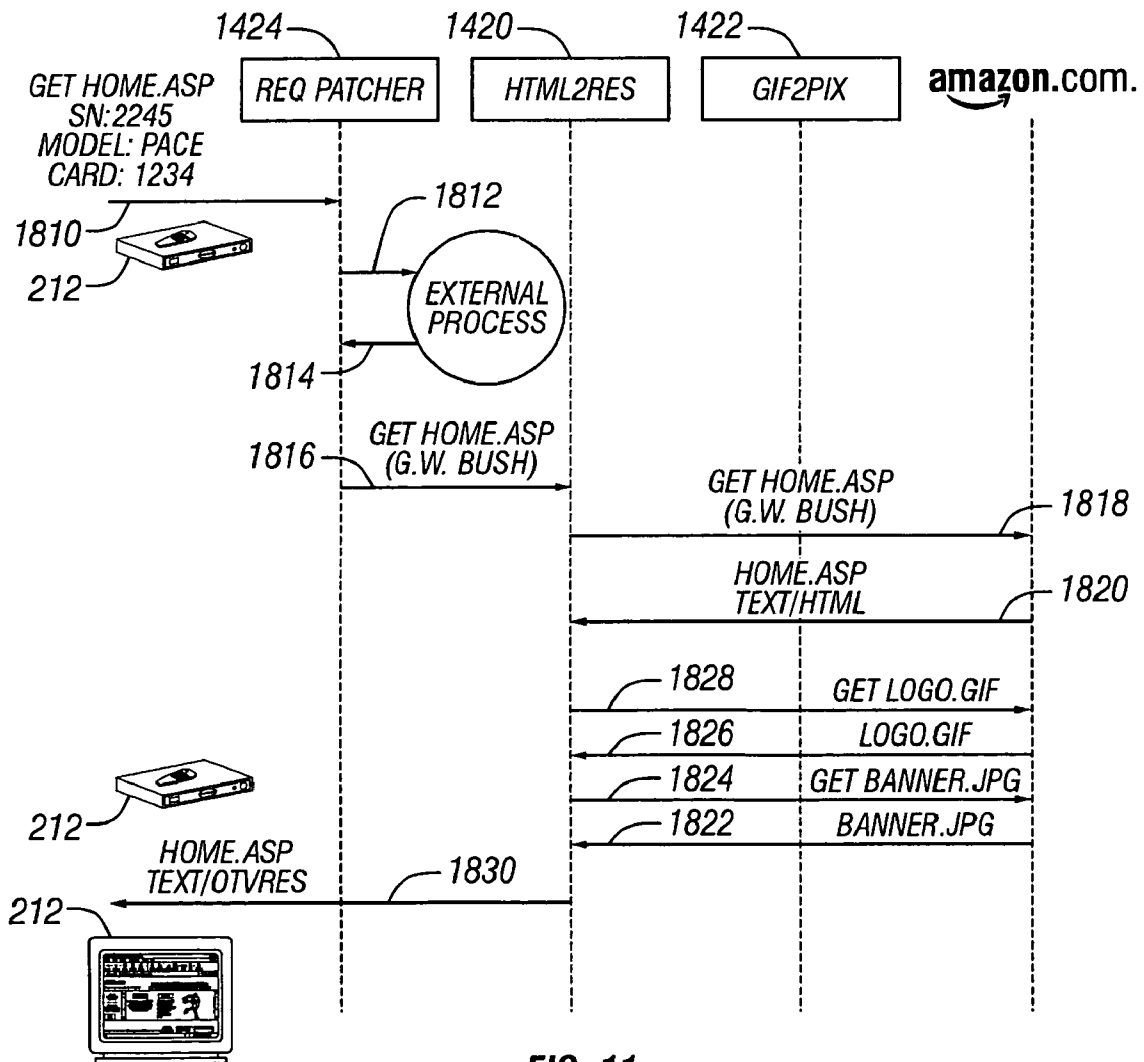 1424
1420
1422
REQ PATCHER
HTML2RES
GIF2PIX
amazon.com.
GET HOME.ASP
SN:2245
MODEL: PACE
CARD: 1234
1810
212
1812
EXTERNAL
PROCESS
1814
1816
GET HOME.ASP
(G.W. BUSH)
GET HOME.ASP
(G.W. BUSH)
1818
HOME.ASP
TEXT/HTML
1820
1828
GET LOGO.GIF
1826
LOGO.GIF
1824
GET BANNER.JPG
1822
BANNER.JPG
212
HOME.ASP
TEXT/OTVRES
1830
212
FIG. 11